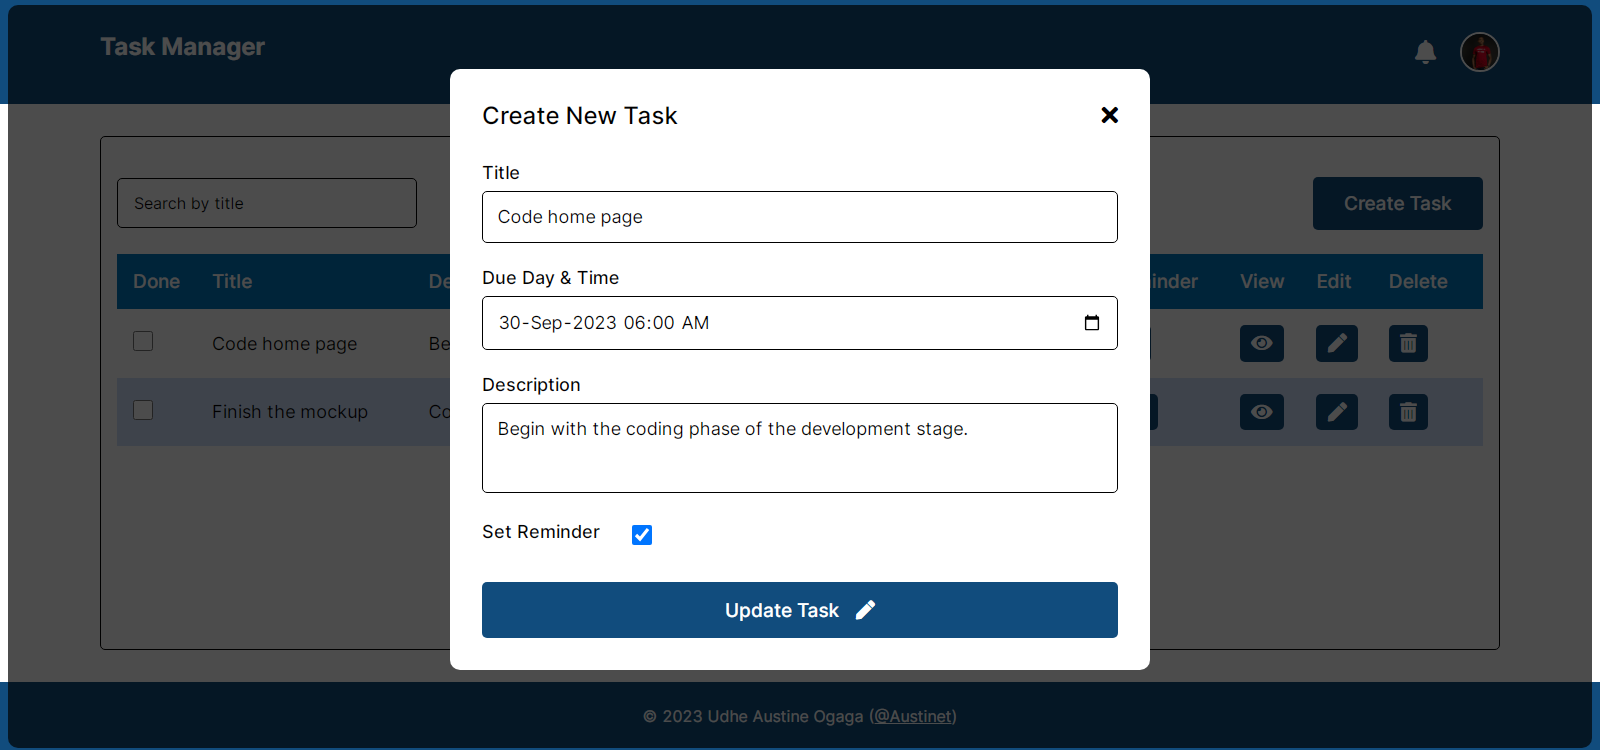 Task Manager
Create New Task
Title
Code home page
Due Day & Time
30-Sep-2023 06:00 AM
Description
Begin with the coding phase of the development stage.
Set Reminder
Update Task
Search by title
Create Task
Done Title De inder View Edit Delete
Code home page Be
Finish the mockup Co
© 2023 Udhe Austine Ogaga (@Austinet)